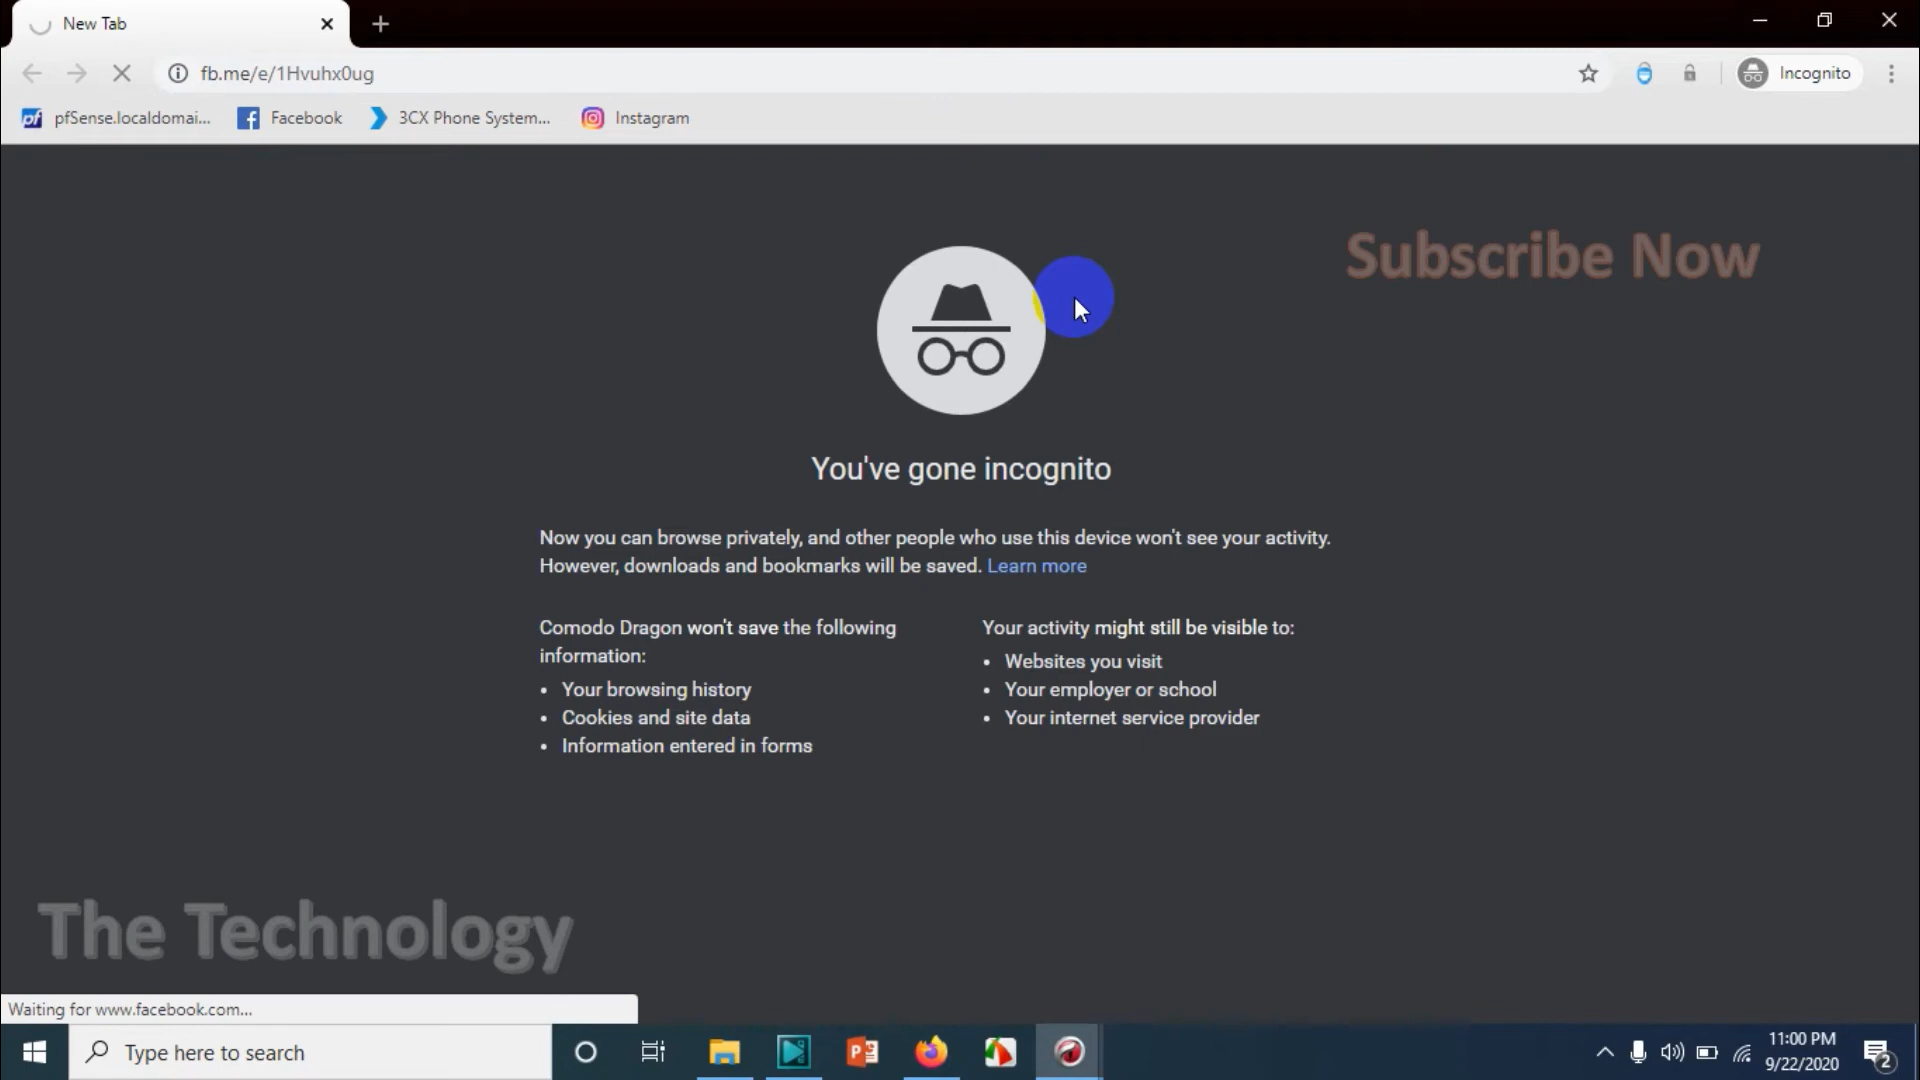 New Tab
fb.me/e/1Hvuhx0ug
Incognito
pfSense.localdomai...
Facebook
3CX Phone System...
Instagram
Subscribe Now
You've gone incognito
Now you can browse privately, and other people who use this device won't see your activity.
However, downloads and bookmarks will be saved. Learn more
Comodo Dragon won't save the following
information:
• Your browsing history
• Cookies and site data
• Information entered in forms
Your activity might still be visible to:
• Websites you visit
• Your employer or school
• Your internet service provider
The Technology
Waiting for www.facebook.com...
Type here to search
11:00 PM
9/22/2020
2